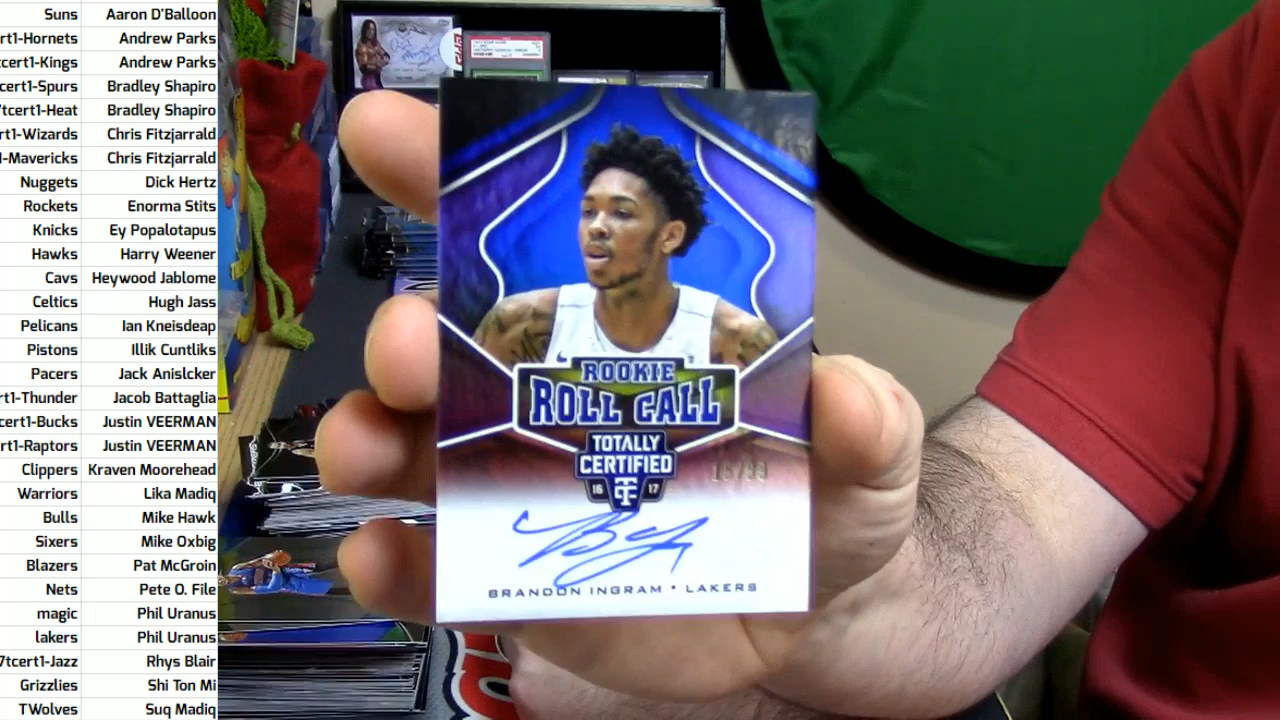 Suns Aaron D'Balloon
rt1-Hornets Andrew Parks
tcert1-Kings Andrew Parks
cert1-Spurs Bradley Shapiro
7tcert1-Heat Bradley Shapiro
rt1-Wizards Chris Fitzjarrald
1-Mavericks Chris Fitzjarrald
Nuggets Dick Hertz
Rockets Enorma Stits
Knicks Ey Popalotapus
Hawks Harry Weener
Cavs Heywood Jablome
Celtics Hugh Jass
Pelicans Ian Kneisdeap
Pistons Illik Cuntliks
Pacers Jack Anislcker
rt1-Thunder Jacob Battaglia
cert1-Bucks Justin VEERMAN
ert1-Raptors Justin VEERMAN
Clippers Kraven Moorehead
Warriors Lika Madiq
Bulls Mike Hawk
Sixers Mike Oxbig
Blazers Pat McGroin
Nets Pete O. File
magic Phil Uranus
lakers Phil Uranus
7tcert1-Jazz Rhys Blair
Grizzlies Shi Ton Mi
TWolves Suq Madiq
ROOKIE
ROLL CALL
TOTALLY
CERTIFIED
16 17
BRANDON INGRAM • LAKERS